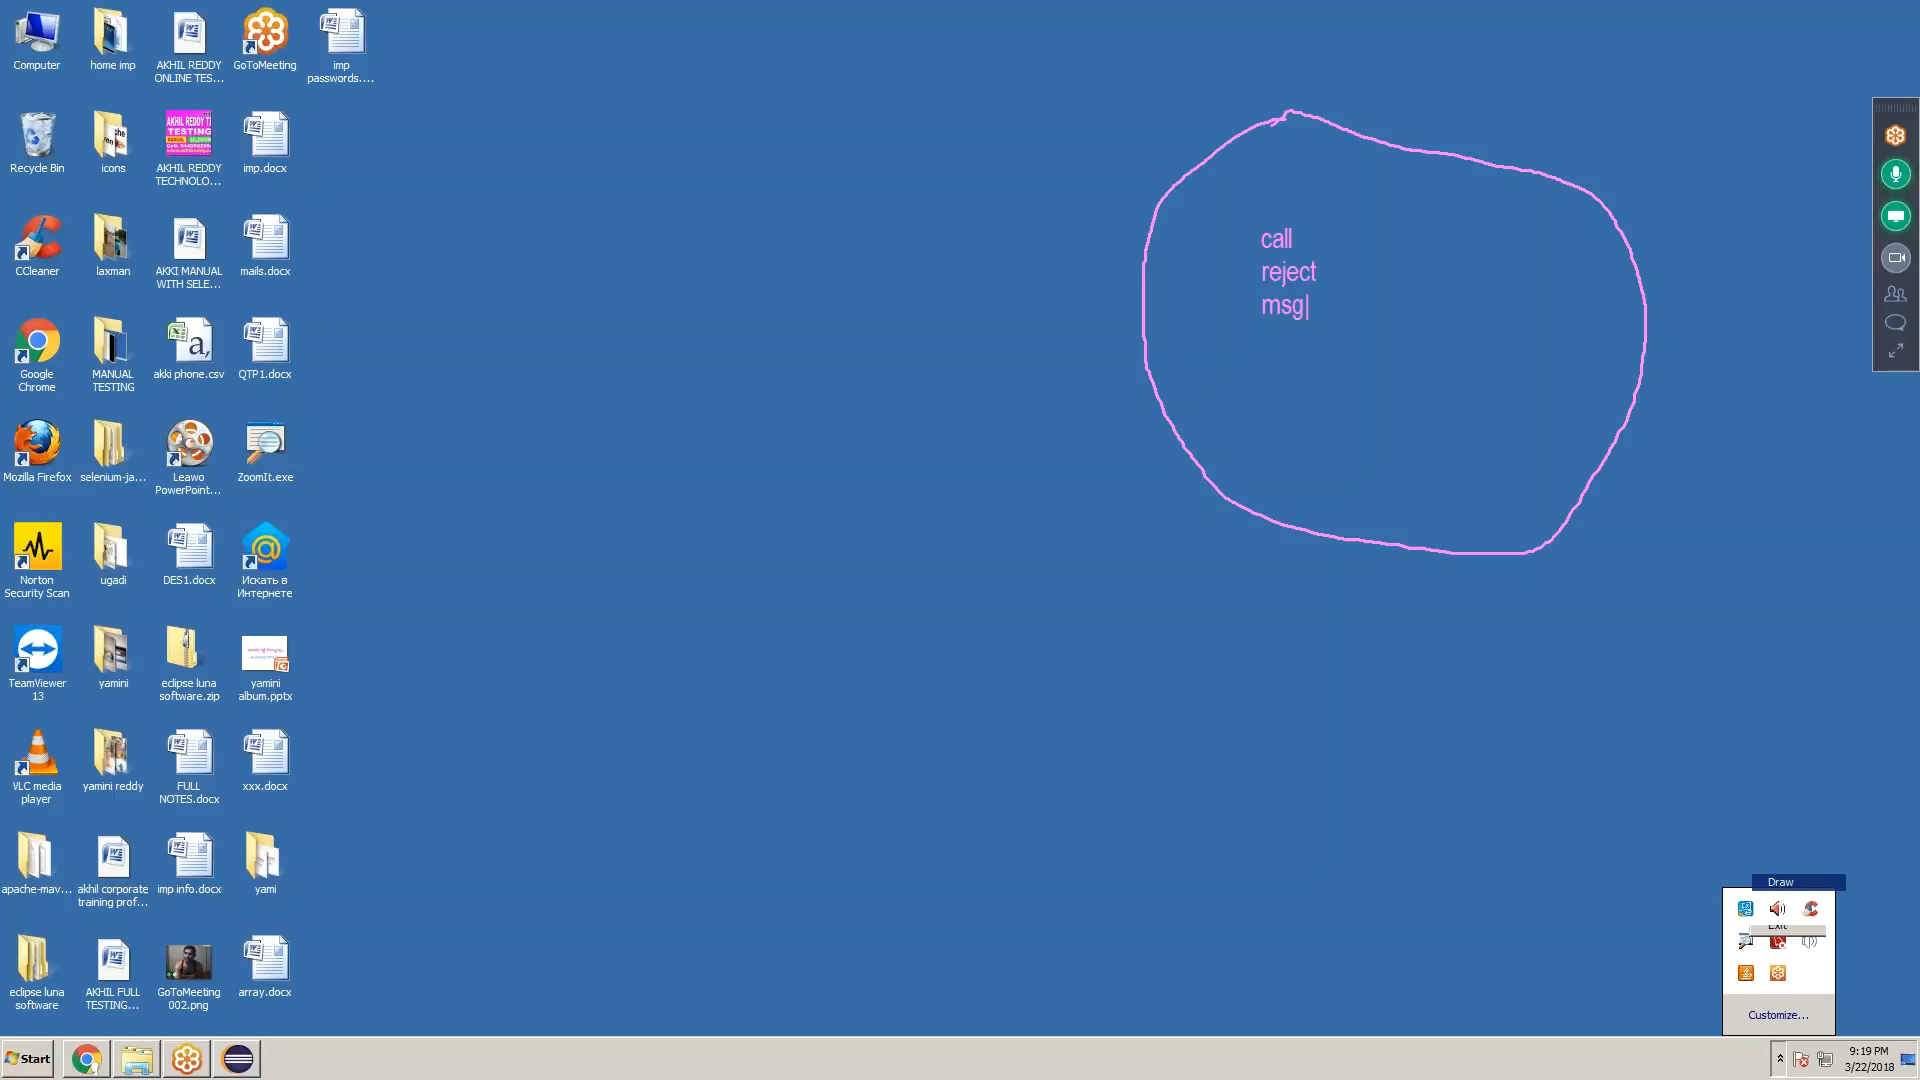 Computer
home imp
AKHIL REDDY
ONLINE TES...
GoToMeeting
imp
passwords....
Recycle Bin
icons
AKHIL REDDY
TECHNOLO...
imp.docx
CCleaner
laxman
AKKI MANUAL
WITH SELE...
mails.docx
Google
Chrome
MANUAL
TESTING
akki phone.csv
QTP1.docx
Mozilla Firefox
selenium-ja...
Leawo
PowerPoint...
ZoomIt.exe
Norton
Security Scan
ugadi
DES1.docx
Искать в
Интернете
TeamViewer
13
yamini
eclipse luna
software.zip
yamini
album.pptx
VLC media
player
yamini reddy
FULL
NOTES.docx
xxx.docx
apache-mav...
akhil corporate
training prof...
imp info.docx
yami
eclipse luna
software
AKHIL FULL
TESTING...
GoToMeeting
002.png
array.docx
call
reject
msg
Draw
Exit
Customize...
Start
9:19 PM
3/22/2018